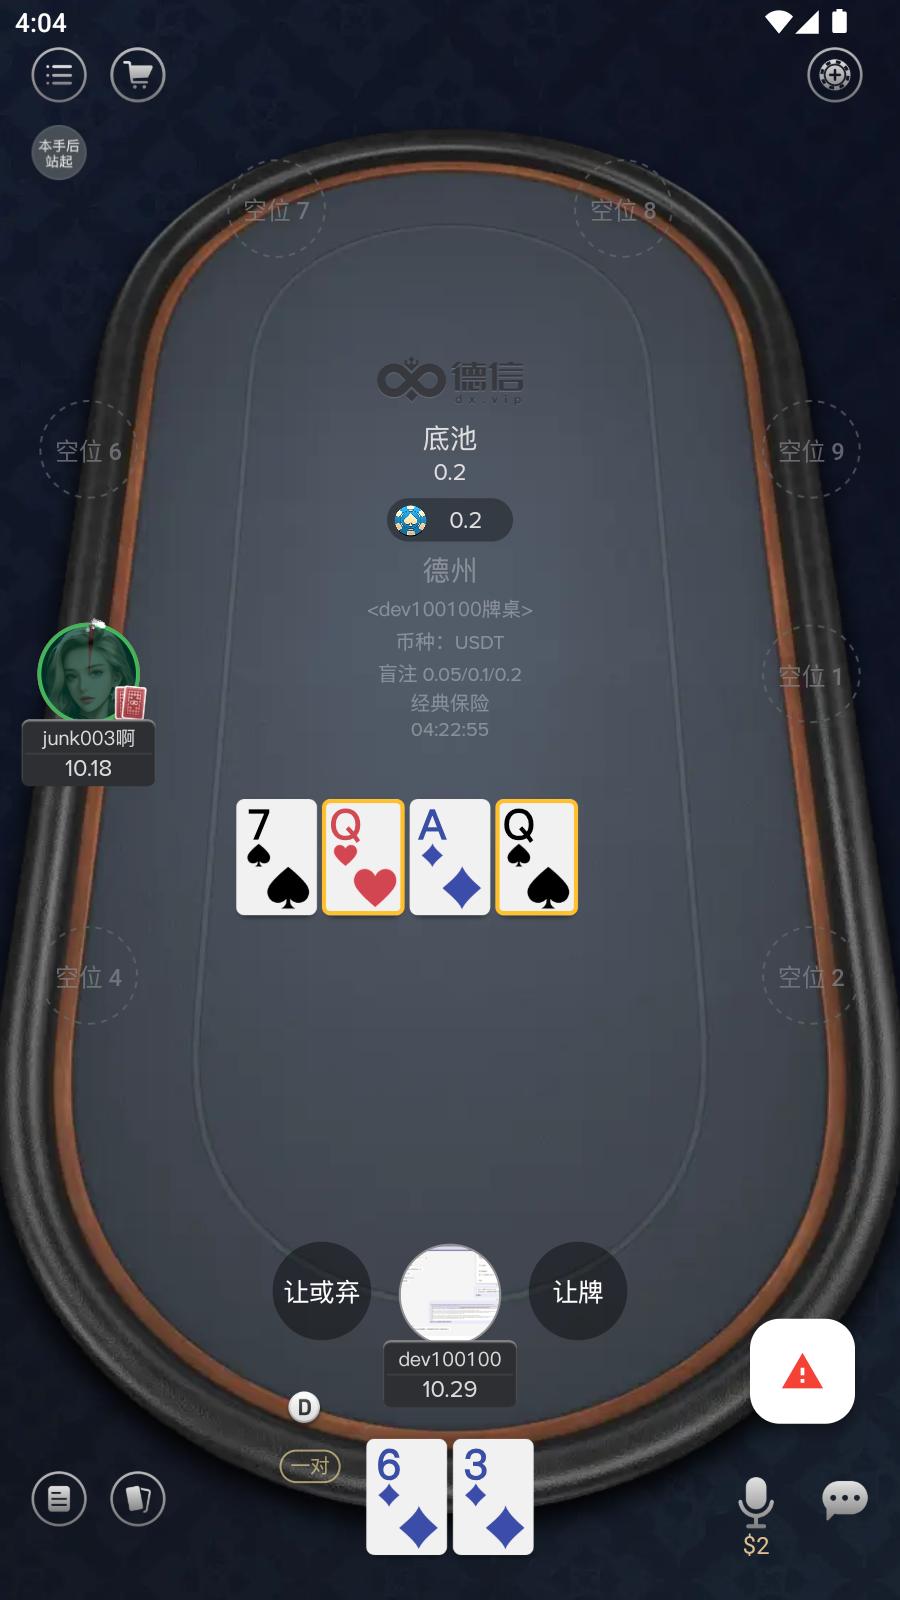 4:04
本手后
站起
空位 7
空位 8
德信
dx.vip
底池
0.2
0.2
德州
<dev100100牌桌>
币种：USDT
盲注 0.05/0.1/0.2
经典保险
04:22:55
空位 6
空位 9
空位 1
junk003啊
10.18
7
Q
A
Q
空位 4
空位 2
让或弃
让牌
dev100100
10.29
D
一对
6
3
$2